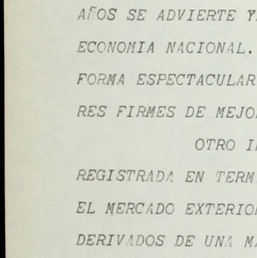 AÑOS SE ADVIERTE Y
ECONOMIA NACIONAL.
FORMA ESPECTACULAR
RES FIRMES DE MEJO
OTRO I
REGISTRADA EN TERM
EL MERCADO EXTERIO
DERIVADOS DE UNA M